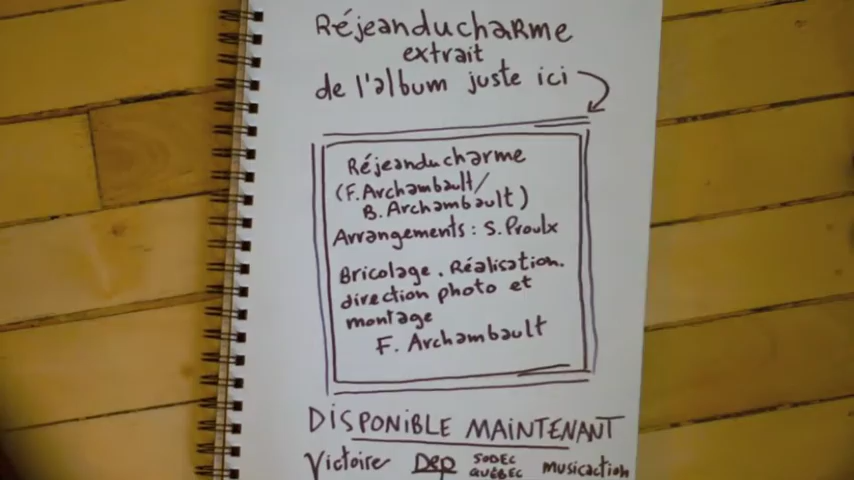 Réjeanducharme
extrait
de l'album juste ici
Réjeanducharme
(F. Archambault/
B. Archambault)
Arrangements : S. Proulx
Bricolage. Réalisation.
direction photo et
montage
F. Archambault
DISPONIBLE MAINTENANT
Victoire Dep SODEC QUÉBEC Musicaction